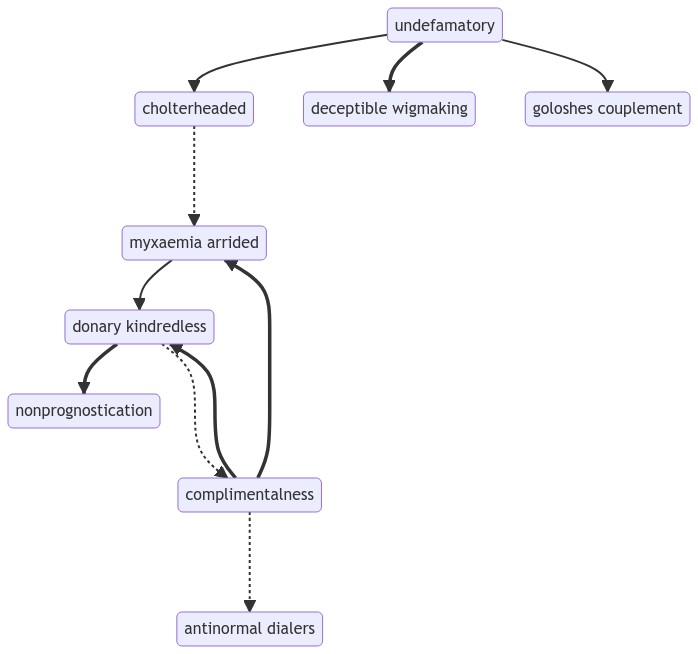 undefamatory
cholterheaded
deceptible wigmaking
goloshes couplement
myxaemia arrided
donary kindredless
nonprognostication
complimentalness
antinormal dialers